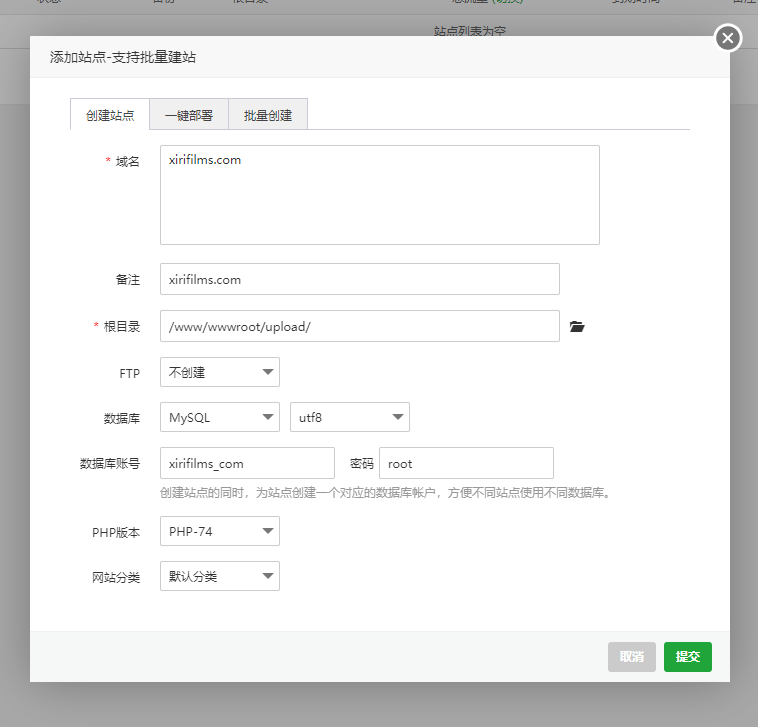 站点列表为空
添加站点-支持批量建站
创建站点 一键部署 批量创建
* 域名 xirifilms.com
备注 xirifilms.com
* 根目录 /www/wwwroot/upload/
FTP 不创建
数据库 MySQL utf8
数据库账号 xirifilms_com 密码 root
创建站点的同时，为站点创建一个对应的数据库帐户，方便不同站点使用不同数据库。
PHP版本 PHP-74
网站分类 默认分类
取消 提交